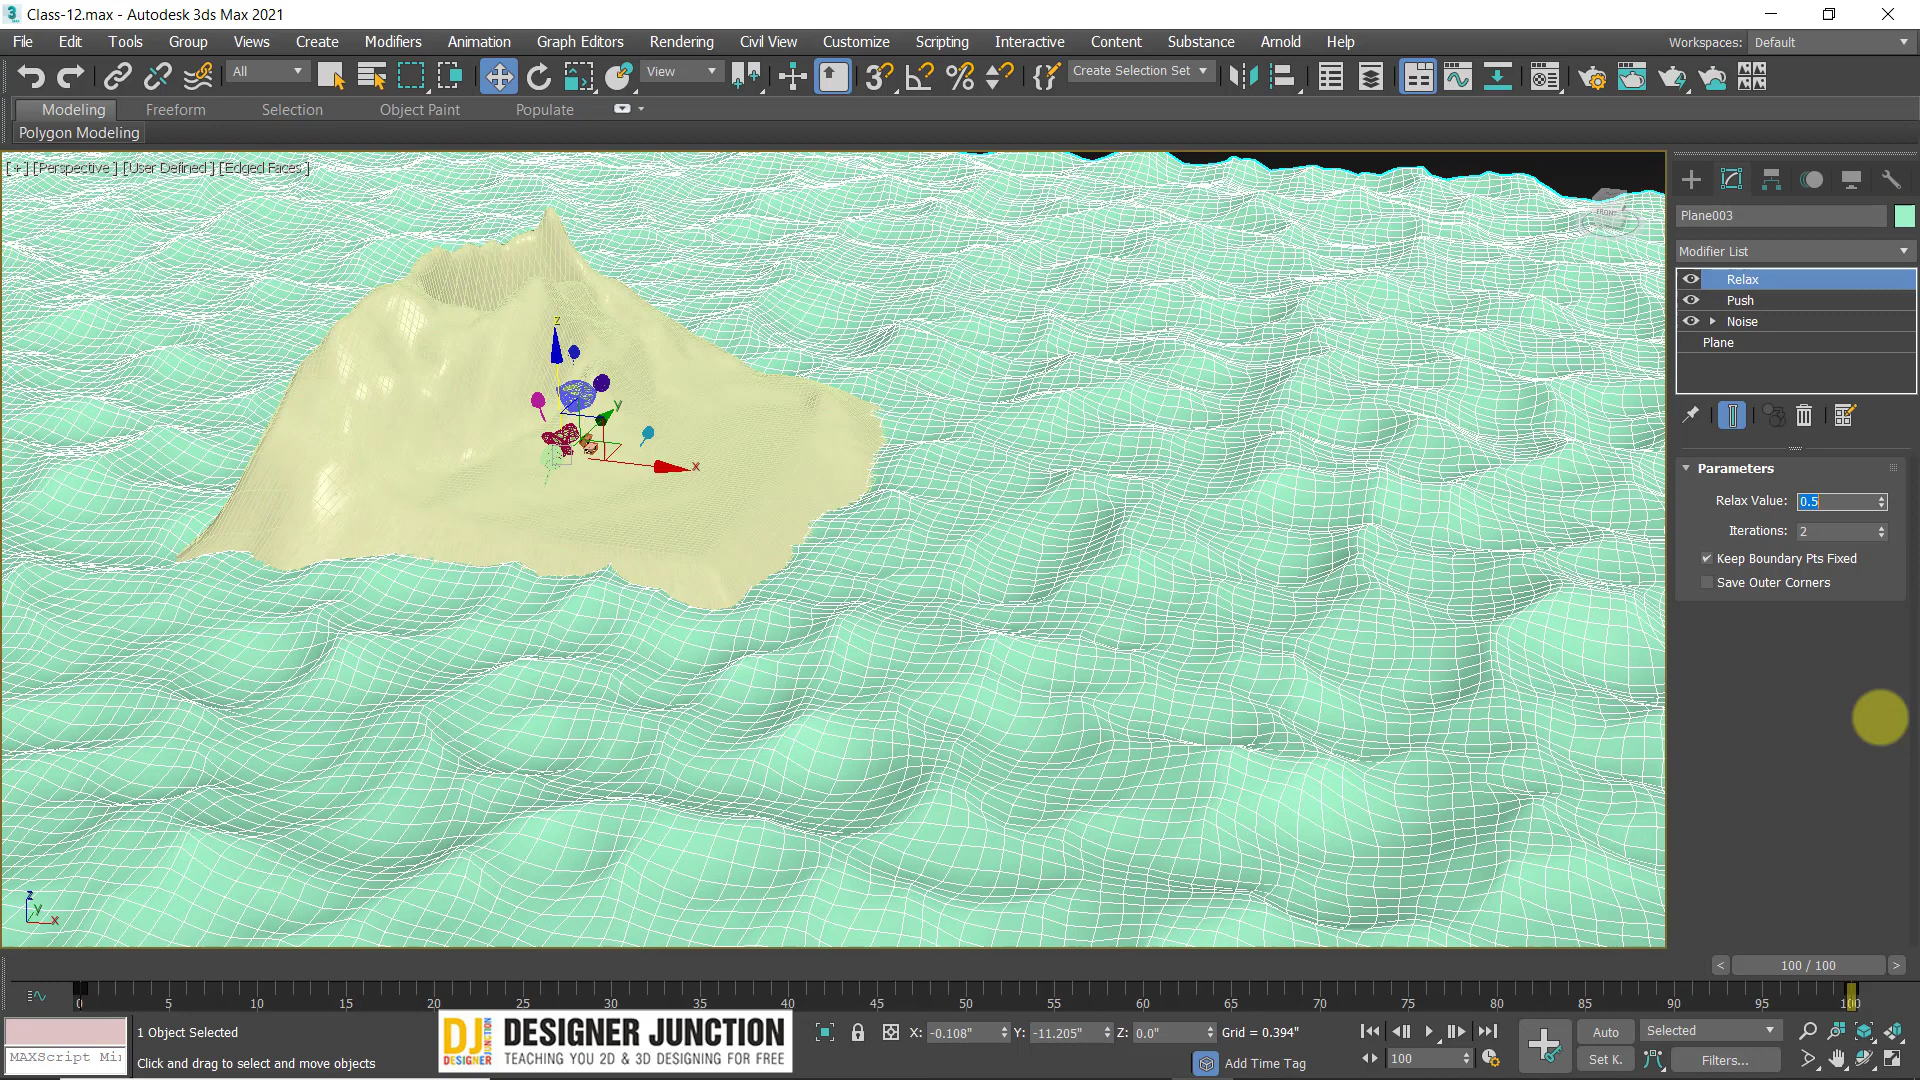 Class-12.max - Autodesk 3ds Max 2021
File Edit Tools Group Views Create Modifiers Animation Graph Editors Rendering Civil View Customize Scripting Interactive Content Substance Arnold Help Workspaces: Default
All View Create Selection Set
Modeling Freeform Selection Object Paint Populate
Polygon Modeling
[+] [Perspective] [User Defined] [Edged Faces]
FRONT
Plane003
Modifier List
Relax
Push
Noise
Plane
Parameters
Relax Value: 0.5
Iterations: 2
Keep Boundary Pts Fixed
Save Outer Corners
z
y
x
z
y
x
< 100 / 100 >
0 5 10 15 20 25 30 35 40 45 50 55 60 65 70 75 80 85 90 95 100
1 Object Selected
Click and drag to select and move objects
MAXScript Mi
DJ DESIGNER JUNCTION
DESIGNER JUNCTION
TEACHING YOU 2D & 3D DESIGNING FOR FREE
X: -0.108" Y: -11.205" Z: 0.0" Grid = 0.394"
Add Time Tag
100
Auto Selected
Set K. Filters...